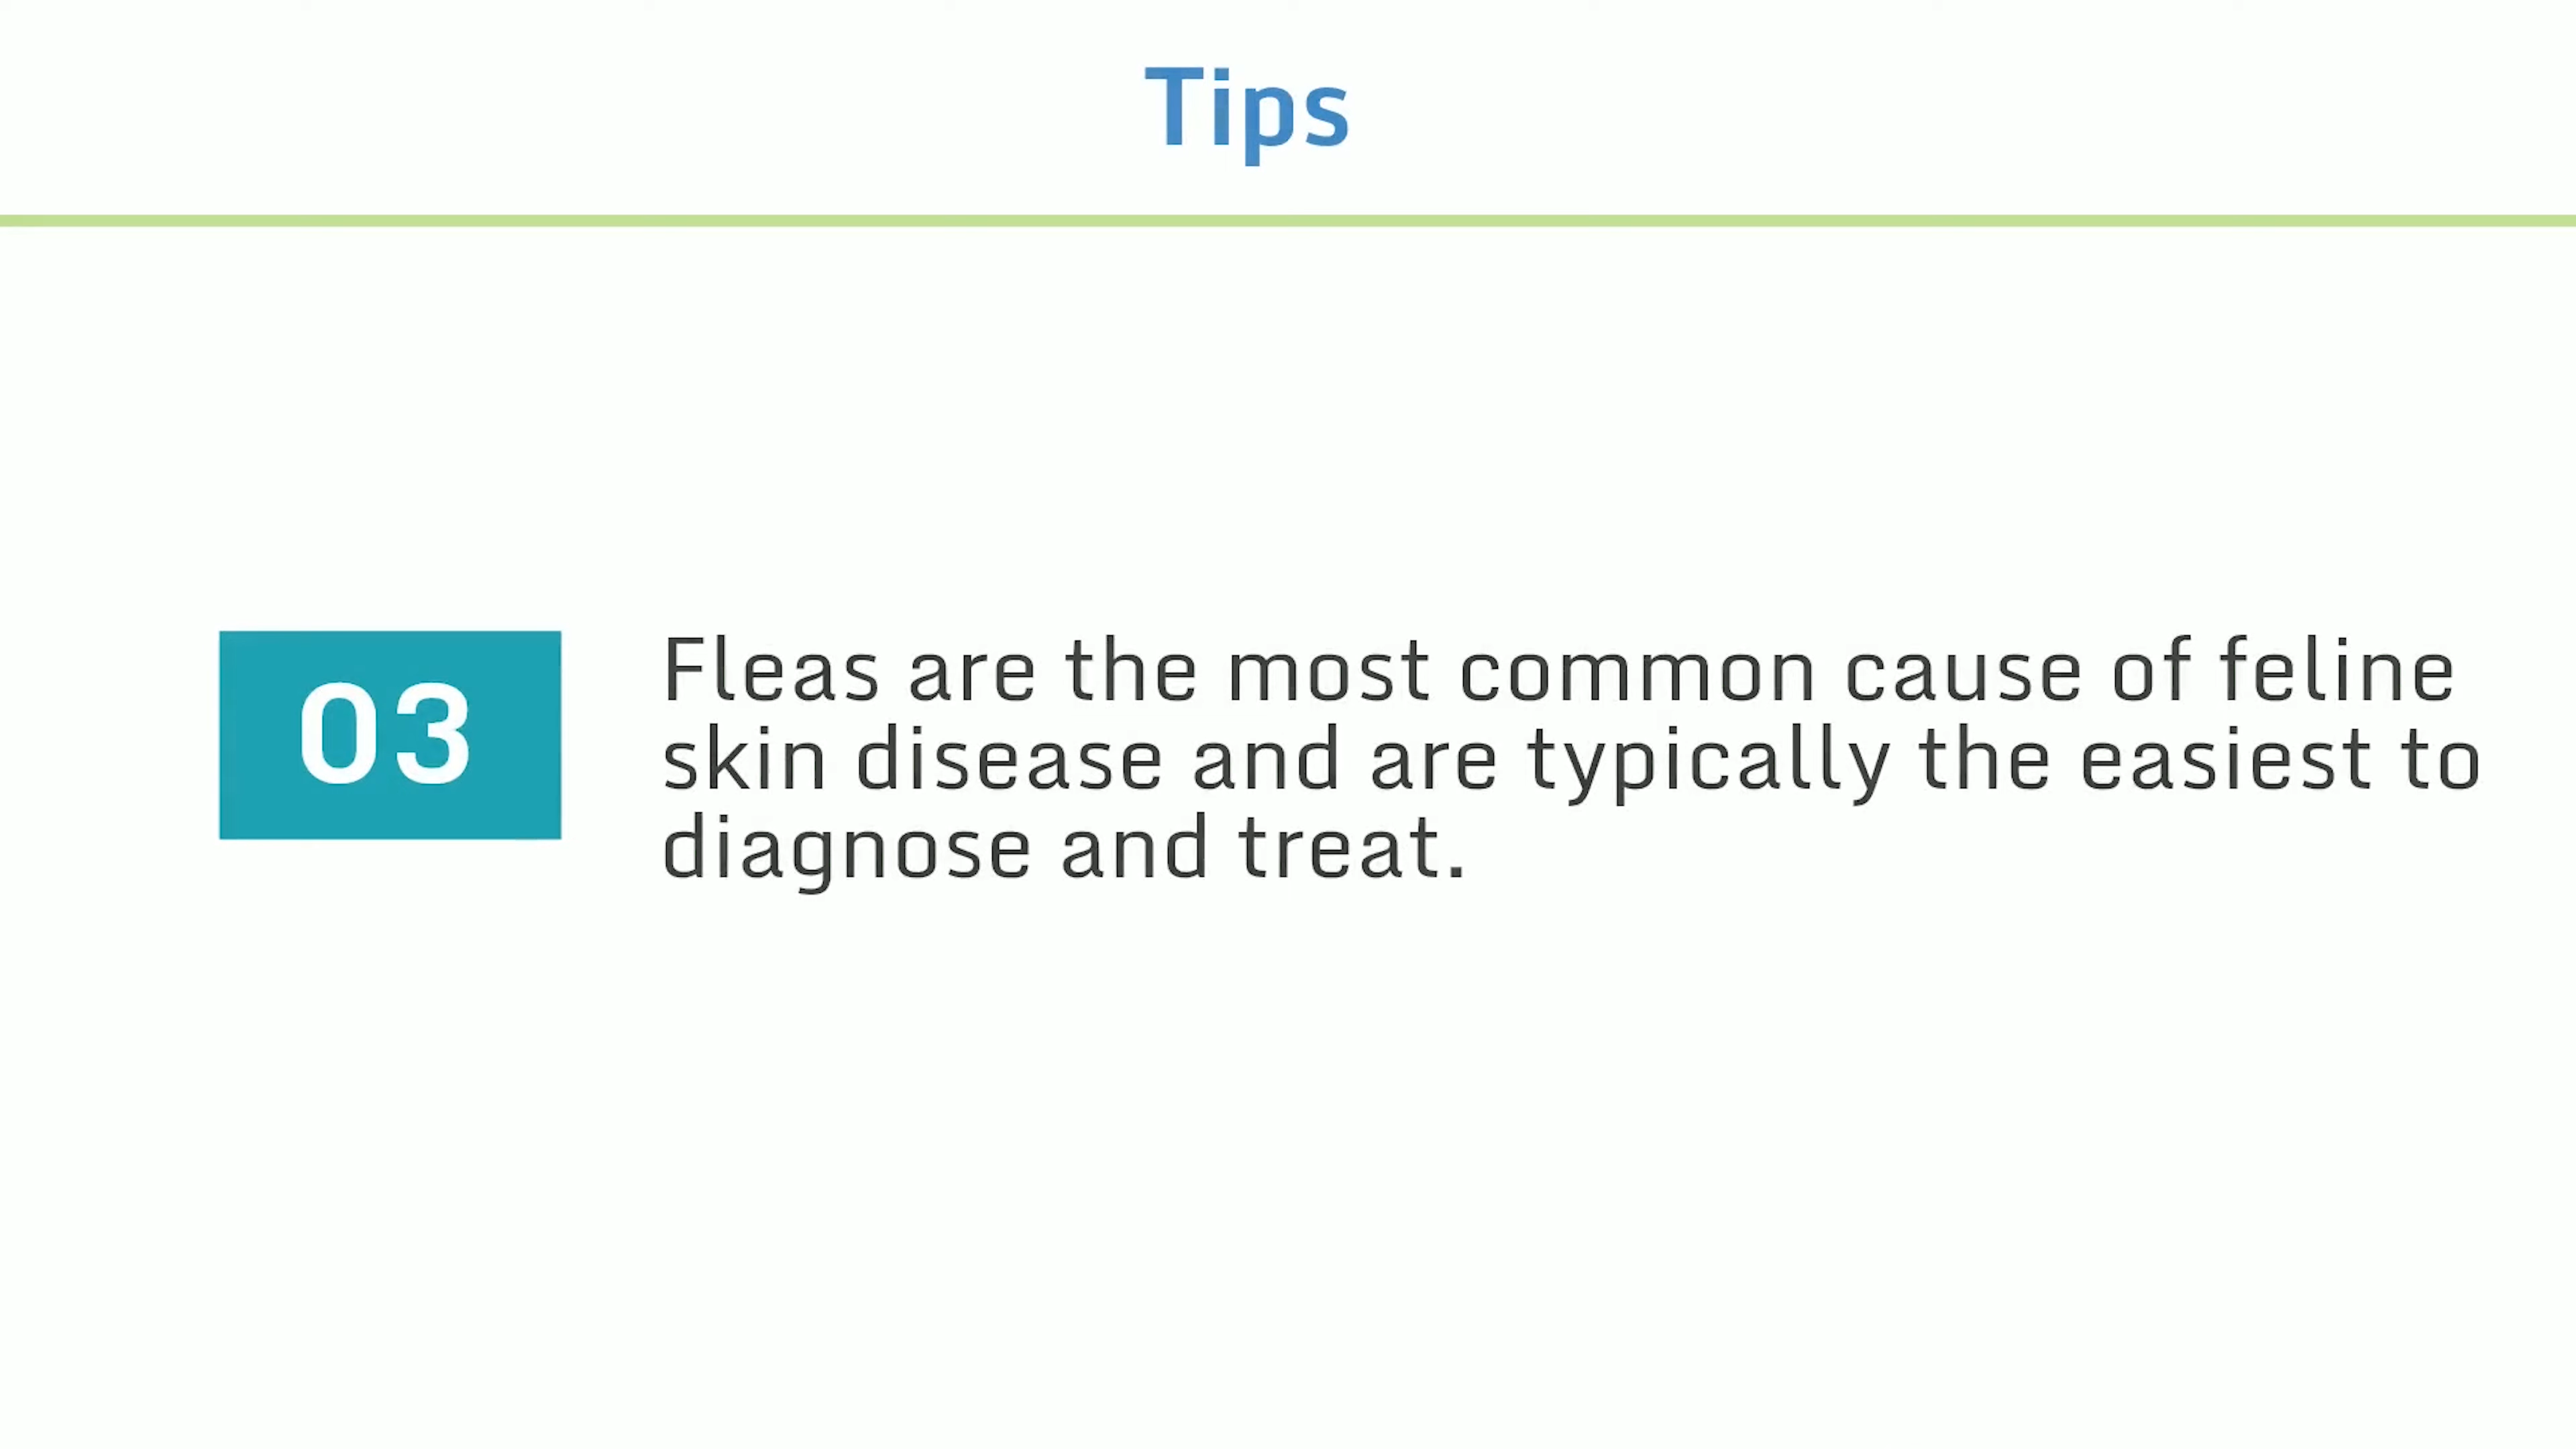 Tips
03
Fleas are the most common cause of feline
skin disease and are typically the easiest to
diagnose and treat.